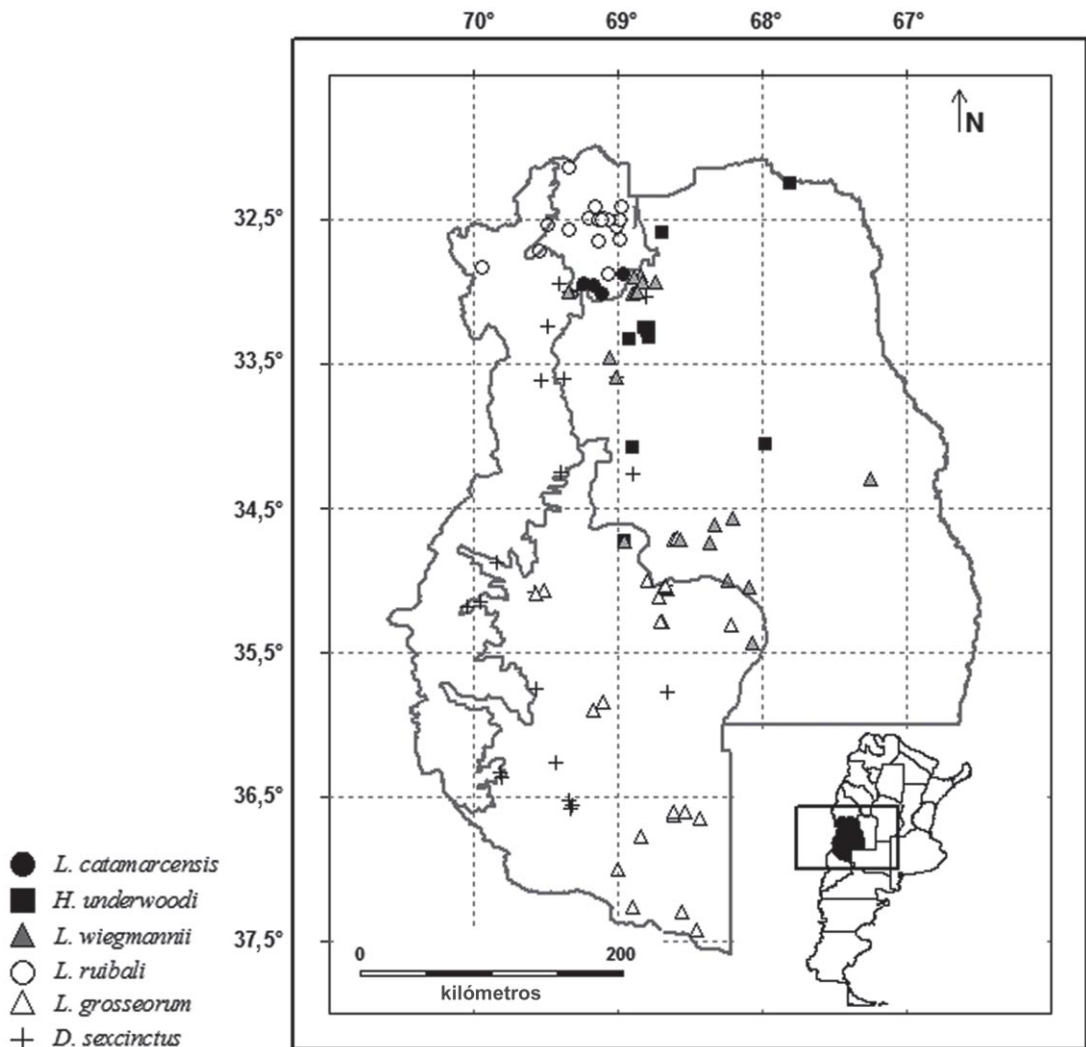 70° 69° 68° 67°
N
32,5°
33,5°
34,5°
35,5°
36,5°
37,5°
0 200
kilómetros
L. catamarcensis
H. underwoodi
L. wiegmannii
L. ruibali
L. grosseorum
D. sexcinctus